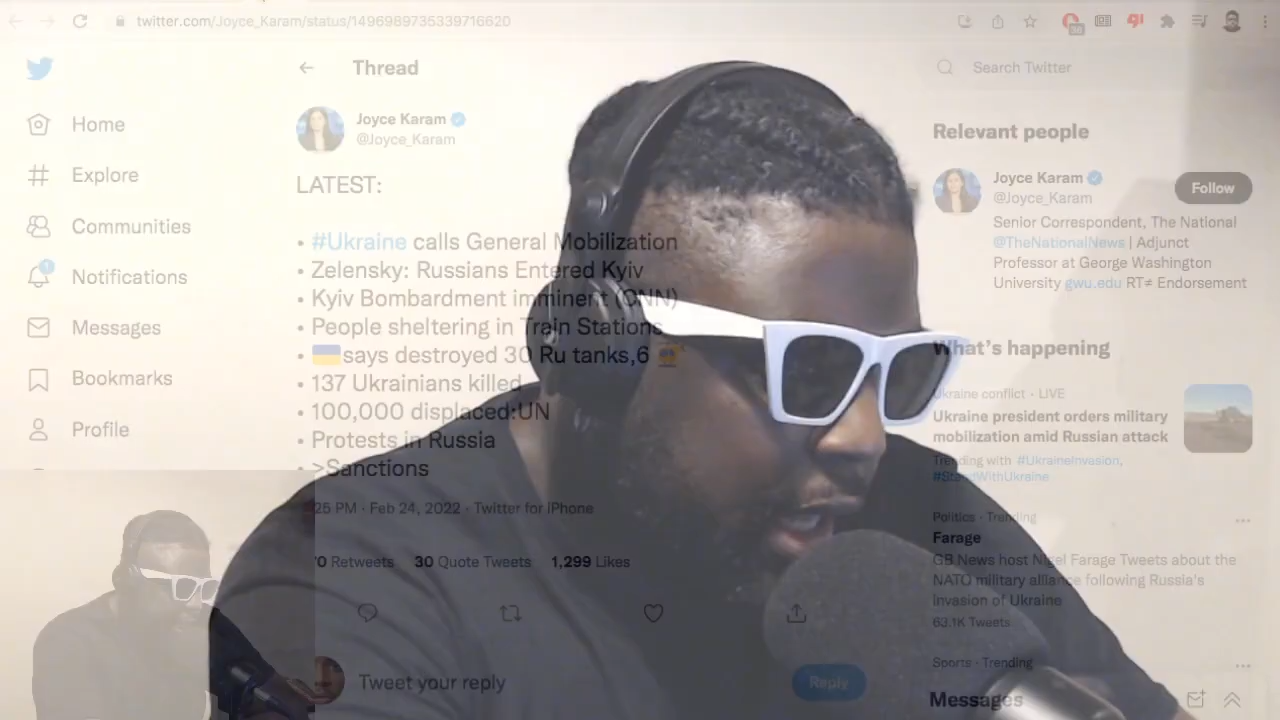 twitter.com/Joyce_Karam/status/1496989735339716620
Home
Explore
Communities
Notifications
Messages
Bookmarks
Profile
Thread
Joyce Karam
@Joyce_Karam
LATEST:
• #Ukraine calls General Mobilization
• Zelensky: Russians Entered Kyiv
• Kyiv Bombardment imminent (CNN)
• People sheltering in Train Stations
• 🇺🇦says destroyed 30 Ru tanks,6 🚁
• 137 Ukrainians killed
• 100,000 displaced:UN
• Protests in Russia
• >Sanctions
25 PM · Feb 24, 2022 · Twitter for iPhone
0 Retweets 30 Quote Tweets 1,299 Likes
Tweet your reply
Reply
Search Twitter
Relevant people
Joyce Karam
@Joyce_Karam
Follow
Senior Correspondent, The National
@TheNationalNews | Adjunct
Professor at George Washington
University gwu.edu RT≠ Endorsement
What's happening
Ukraine conflict · LIVE
Ukraine president orders military
mobilization amid Russian attack
Trending with #UkraineInvasion,
#StandWithUkraine
Politics · Trending
Farage
GB News host Nigel Farage Tweets about the
NATO military alliance following Russia's
invasion of Ukraine
63.1K Tweets
Sports · Trending
Messages